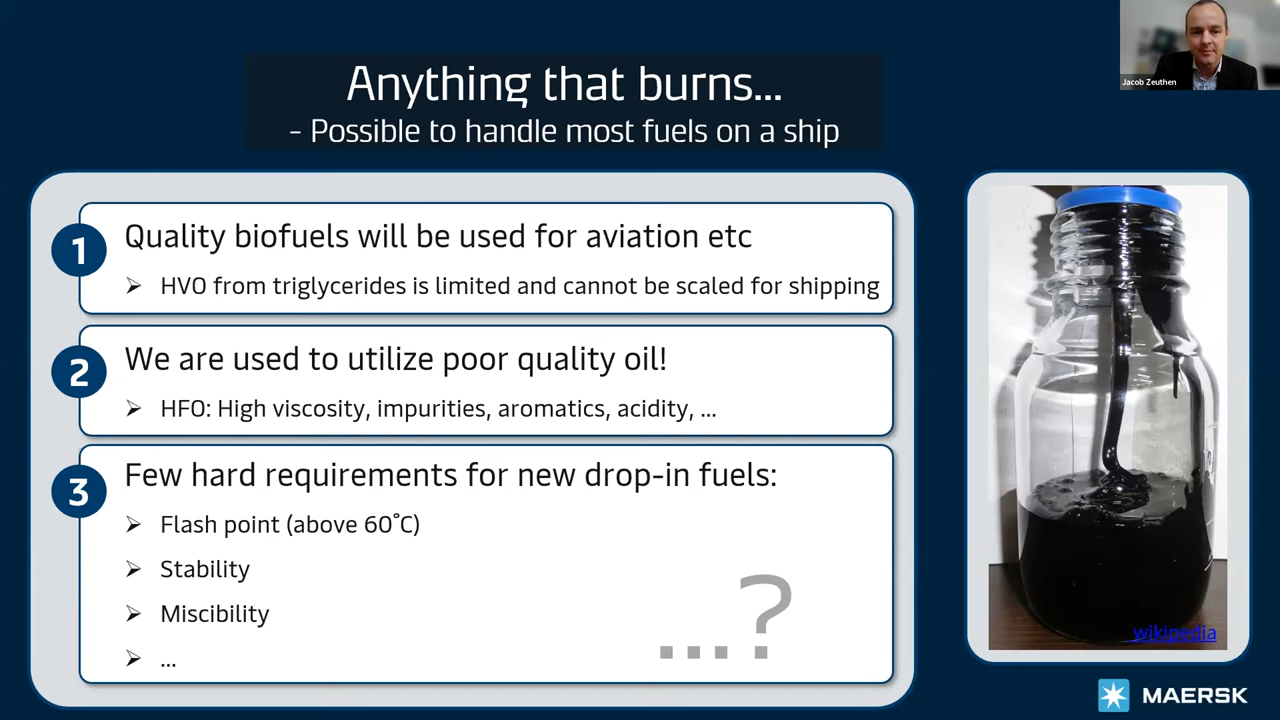 Jacob Zeuthen
Anything that burns...
- Possible to handle most fuels on a ship
1
Quality biofuels will be used for aviation etc
➢ HVO from triglycerides is limited and cannot be scaled for shipping
2
We are used to utilize poor quality oil!
➢ HFO: High viscosity, impurities, aromatics, acidity, ...
3
Few hard requirements for new drop-in fuels:
➢ Flash point (above 60˚C)
➢ Stability
➢ Miscibility
➢ ...
...?
wikipedia
MAERSK